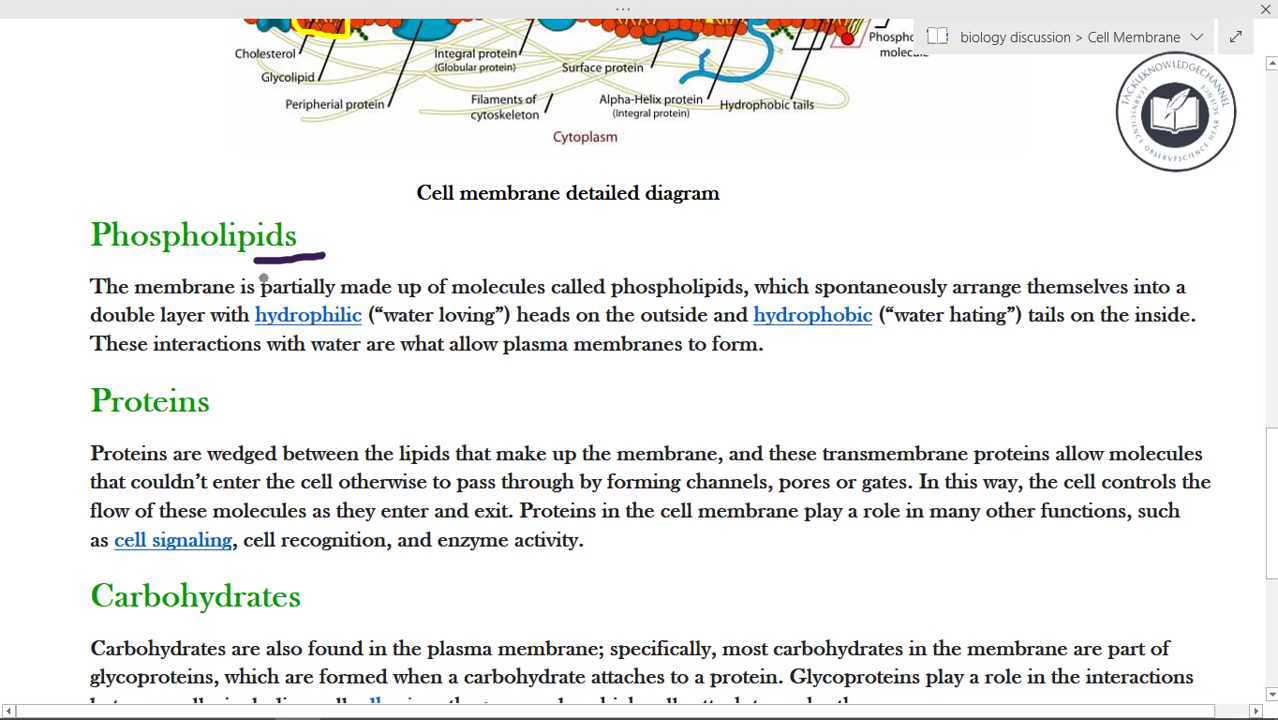 ...
biology discussion > Cell Membrane
Cholesterol
Integral protein
(Globular protein)
Surface protein
Glycolipid
Peripherial protein
Filaments of
cytoskeleton
Alpha-Helix protein
(Integral protein)
Hydrophobic tails
molecule
Cytoplasm
TACKLEKNOWLEDGECHANNEL
Cell membrane detailed diagram
Phospholipids
The membrane is partially made up of molecules called phospholipids, which spontaneously arrange themselves into a
double layer with hydrophilic (“water loving”) heads on the outside and hydrophobic (“water hating”) tails on the inside.
These interactions with water are what allow plasma membranes to form.
Proteins
Proteins are wedged between the lipids that make up the membrane, and these transmembrane proteins allow molecules
that couldn’t enter the cell otherwise to pass through by forming channels, pores or gates. In this way, the cell controls the
flow of these molecules as they enter and exit. Proteins in the cell membrane play a role in many other functions, such
as cell signaling, cell recognition, and enzyme activity.
Carbohydrates
Carbohydrates are also found in the plasma membrane; specifically, most carbohydrates in the membrane are part of
glycoproteins, which are formed when a carbohydrate attaches to a protein. Glycoproteins play a role in the interactions